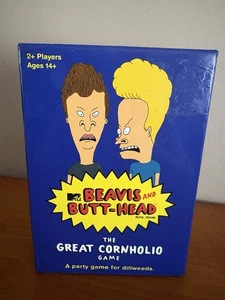 2+ Players
Ages 14+
MTV
BEAVIS AND
BUTT-HEAD
THE
GREAT CORNHOLIO
GAME
A party game for dillweeds.